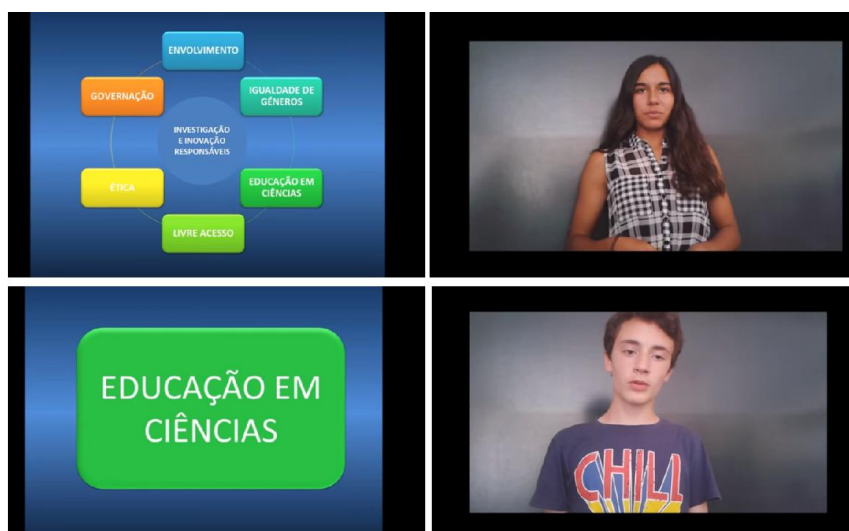 ENVOLVIMENTO
GOVERNAÇÃO
IGUALDADE DE
GÉNEROS
INVESTIGAÇÃO
E INOVAÇÃO
RESPONSÁVEIS
ÉTICA
EDUCAÇÃO EM
CIÊNCIAS
LIVRE ACESSO
EDUCAÇÃO EM
CIÊNCIAS
CHILL